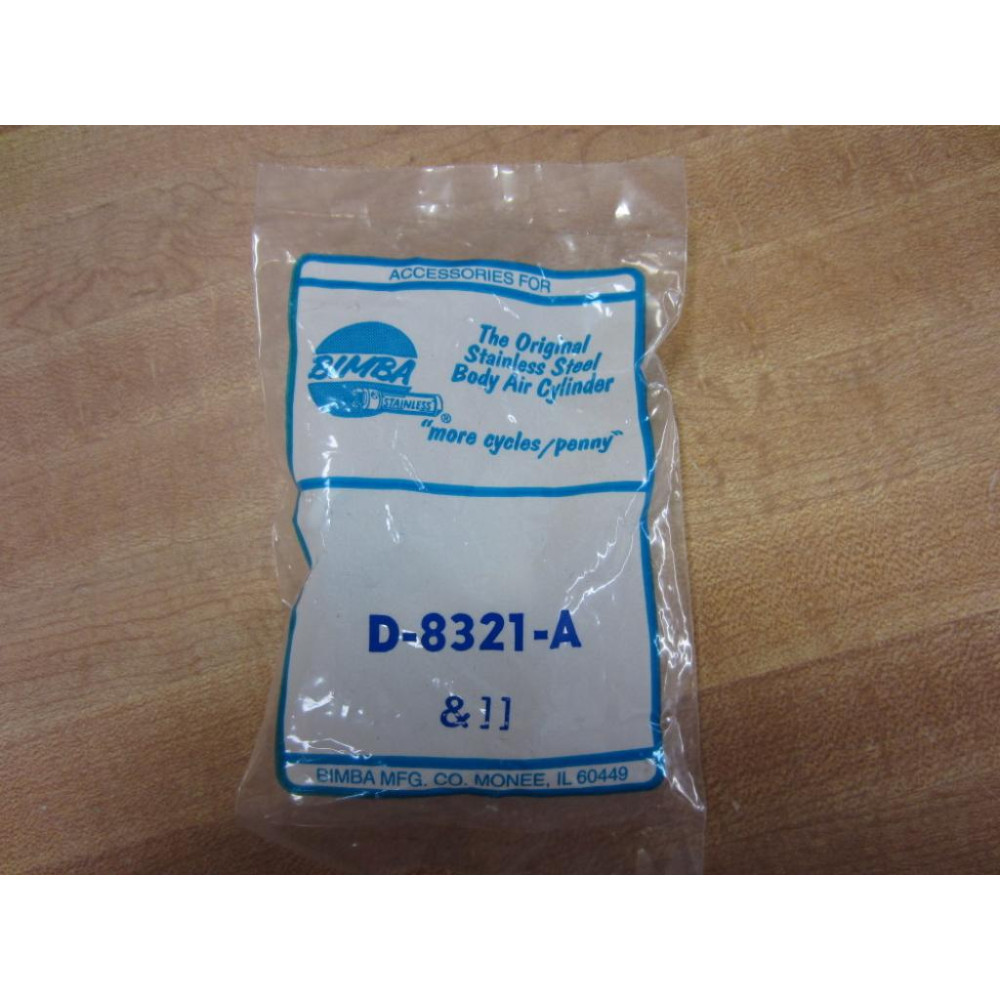 ACCESSORIES FOR
BIMBA
STAINLESS®
The Original
Stainless Steel
Body Air Cylinder
"more cycles/penny"
D-8321-A
& 11
BIMBA MFG. CO. MONEE, IL 60449